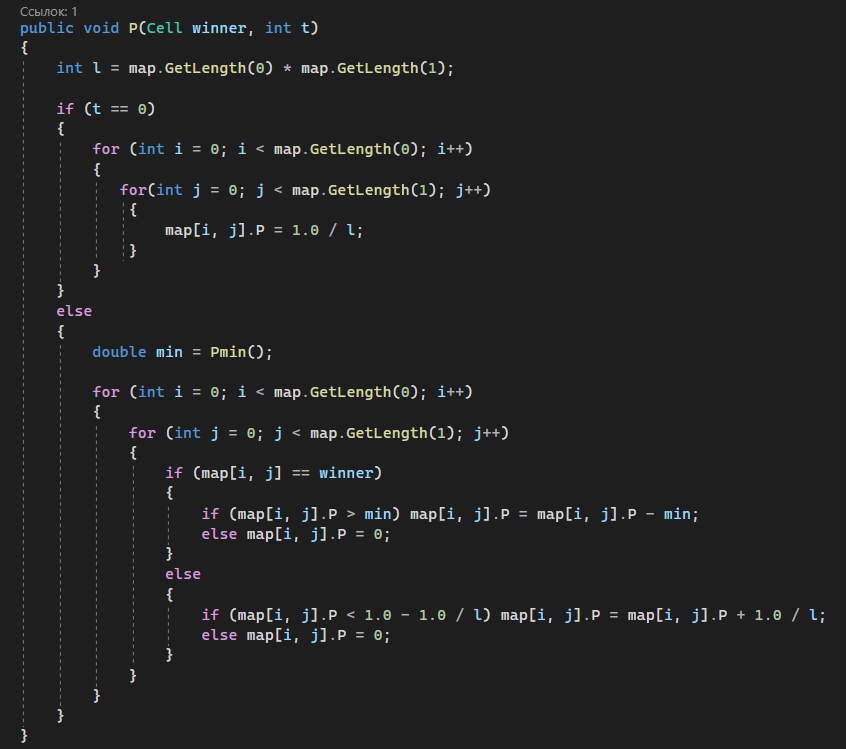 Ссылок: 1
public void P(Cell winner, int t)
{
int l = map.GetLength(0) * map.GetLength(1);
if (t == 0)
{
for (int i = 0; i < map.GetLength(0); i++)
{
for(int j = 0; j < map.GetLength(1); j++)
{
map[i, j].P = 1.0 / l;
}
}
}
else
{
double min = Pmin();
for (int i = 0; i < map.GetLength(0); i++)
{
for (int j = 0; j < map.GetLength(1); j++)
{
if (map[i, j] == winner)
{
if (map[i, j].P > min) map[i, j].P = map[i, j].P - min;
else map[i, j].P = 0;
}
else
{
if (map[i, j].P < 1.0 - 1.0 / l) map[i, j].P = map[i, j].P + 1.0 / l;
else map[i, j].P = 0;
}
}
}
}
}